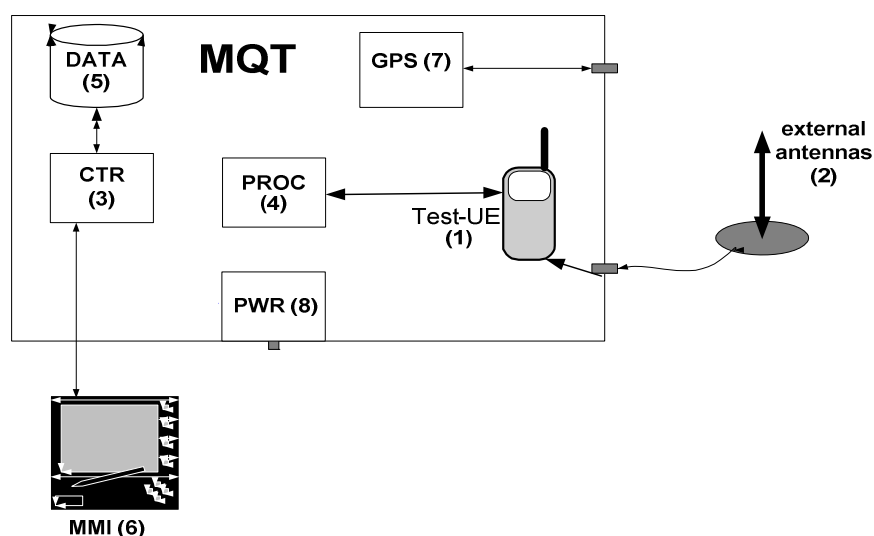 MQT
DATA
(5)
GPS (7)
CTR
(3)
PROC
(4)
Test-UE
(1)
external
antennas
(2)
PWR (8)
MMI (6)